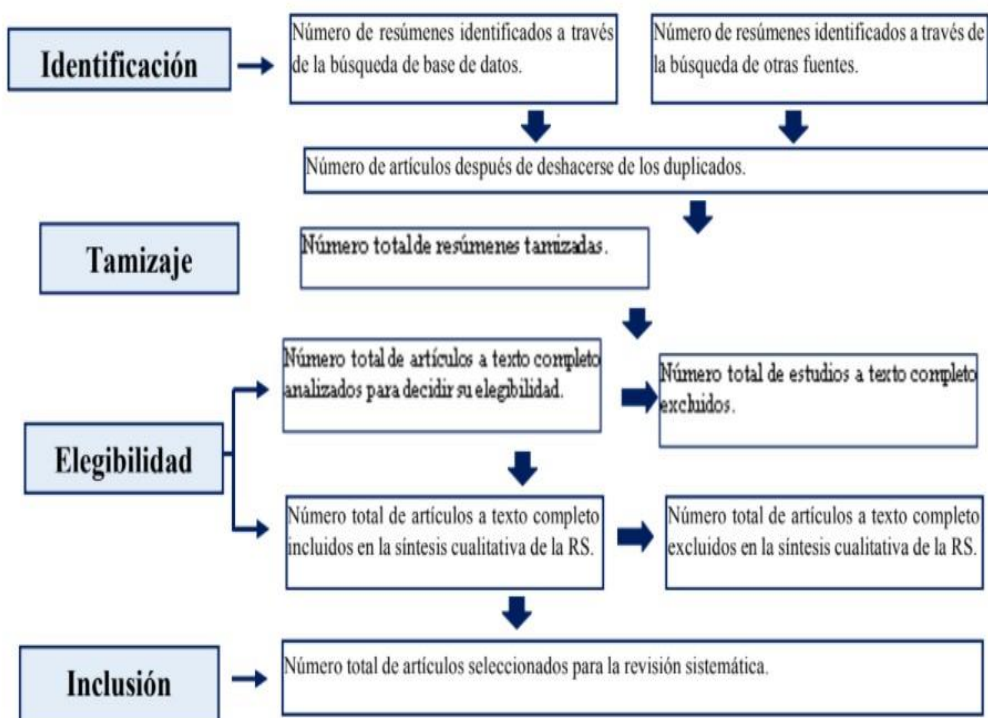 Identificación
Número de resúmenes identificados a través
de la búsqueda de base de datos.
Número de resúmenes identificados a través de
la búsqueda de otras fuentes.
Número de artículos después de deshacerse de los duplicados.
Tamizaje
Número total de resúmenes tamizadas.
Elegibilidad
Número total de artículos a texto completo
analizados para decidir su elegibilidad.
Número total de estudios a texto completo
excluidos.
Número total de artículos a texto completo
incluidos en la síntesis cualitativa de la RS.
Número total de artículos a texto completo
excluidos en la síntesis cualitativa de la RS.
Inclusión
Número total de artículos seleccionados para la revisión sistemática.